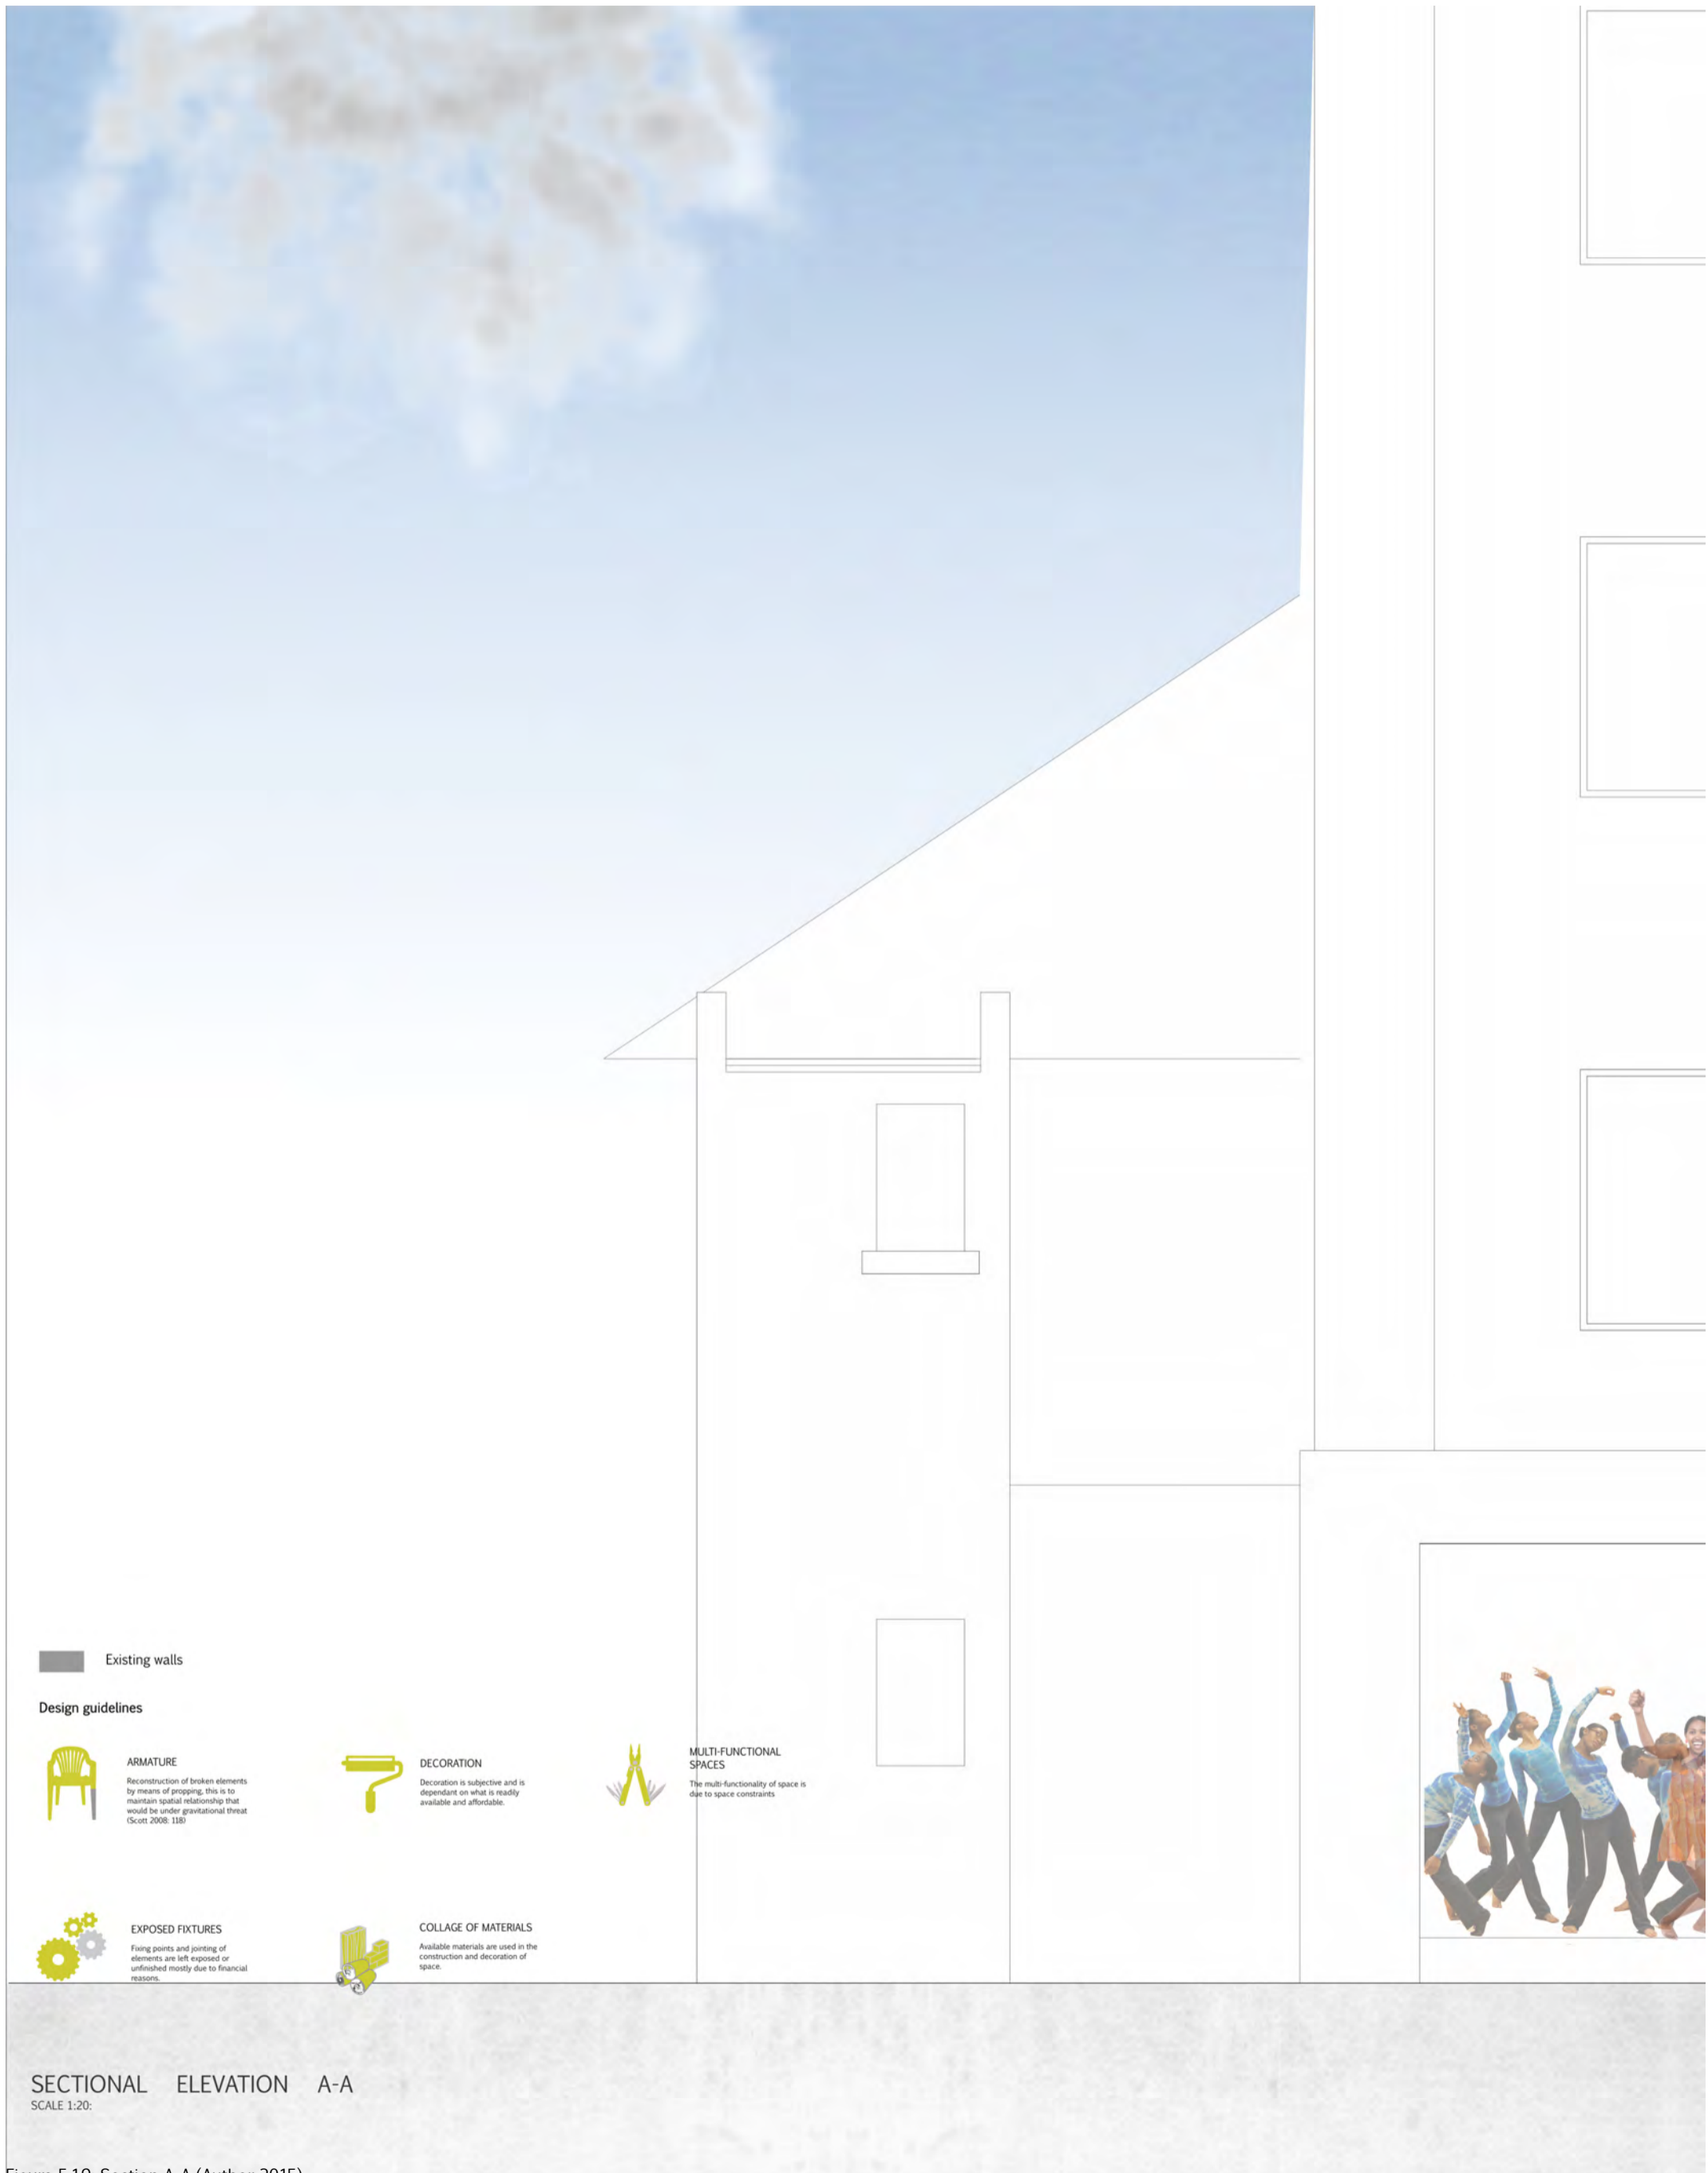 Existing walls
Design guidelines
ARMATURE
Reconstruction of broken elements
by means of propping, this is to
maintain spatial relationship that
would be under gravitational threat
(Scott 2008: 118)
DECORATION
Decoration is subjective and is
dependant on what is readily
available and affordable.
MULTI-FUNCTIONAL
SPACES
The multi-functionality of space is
due to space constraints
EXPOSED FIXTURES
Fixing points and jointing of
elements are left exposed or
unfinished mostly due to financial
reasons.
COLLAGE OF MATERIALS
Available materials are used in the
construction and decoration of
space.
SECTIONAL ELEVATION A-A
SCALE 1:20:
Section A-A (Author 2015)